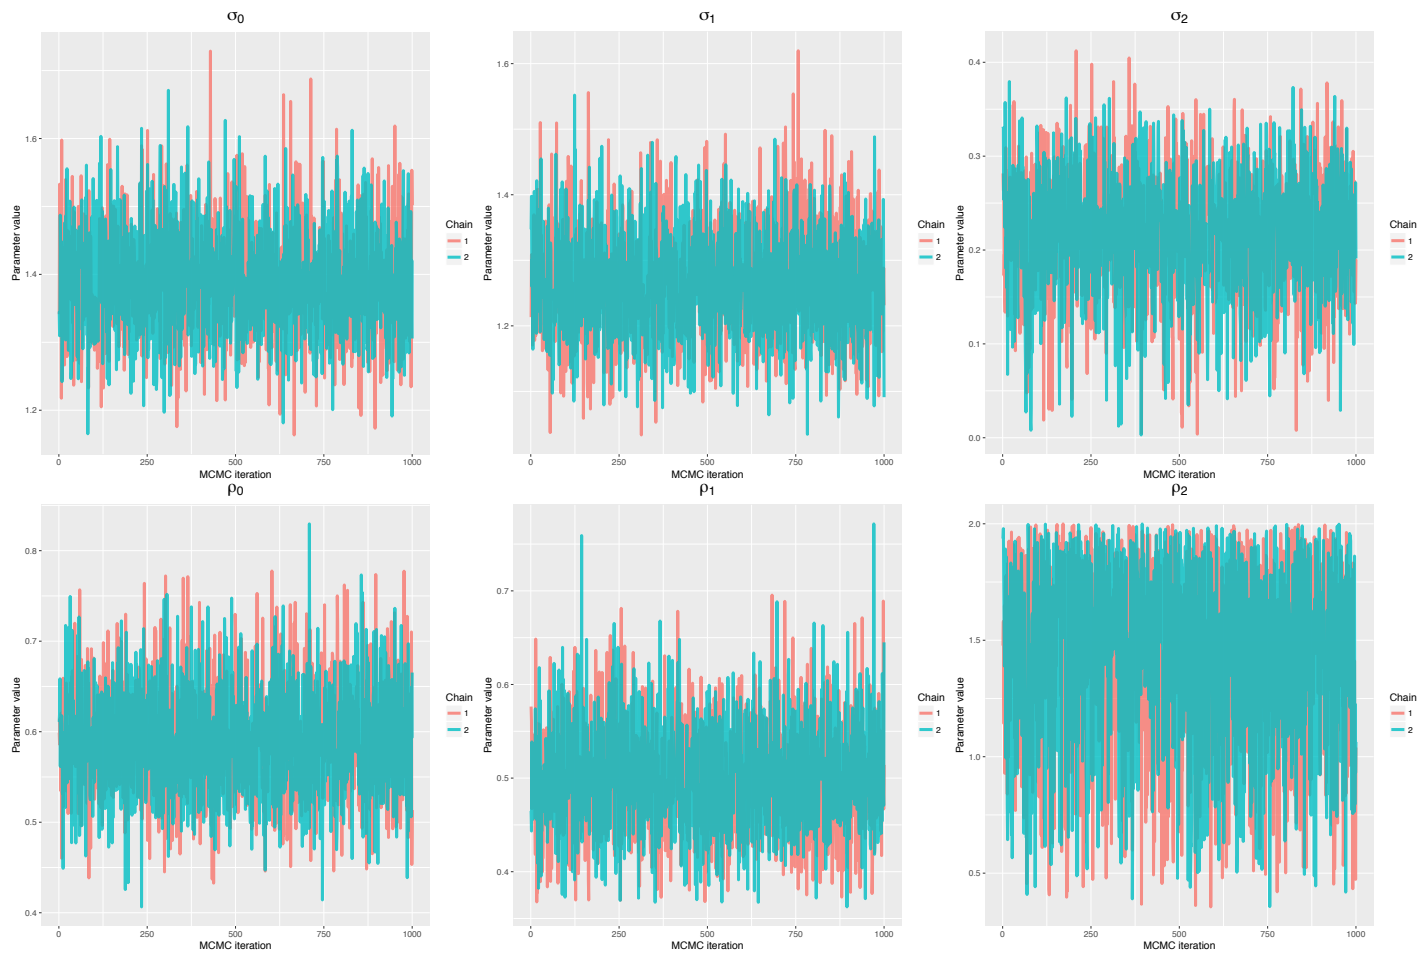 σ0
Parameter value
1.6
1.4
1.2
0
250
500
750
1000
MCMC iteration
Chain
1
2
σ1
Parameter value
1.6
1.4
1.2
0
250
500
750
1000
MCMC iteration
Chain
1
2
σ2
Parameter value
0.4
0.3
0.2
0.1
0.0
0
250
500
750
1000
MCMC iteration
Chain
1
2
ρ0
Parameter value
0.8
0.7
0.6
0.5
0.4
0
250
500
750
1000
MCMC iteration
Chain
1
2
ρ1
Parameter value
0.7
0.6
0.5
0.4
0
250
500
750
1000
MCMC iteration
Chain
1
2
ρ2
Parameter value
2.0
1.5
1.0
0.5
0
250
500
750
1000
MCMC iteration
Chain
1
2